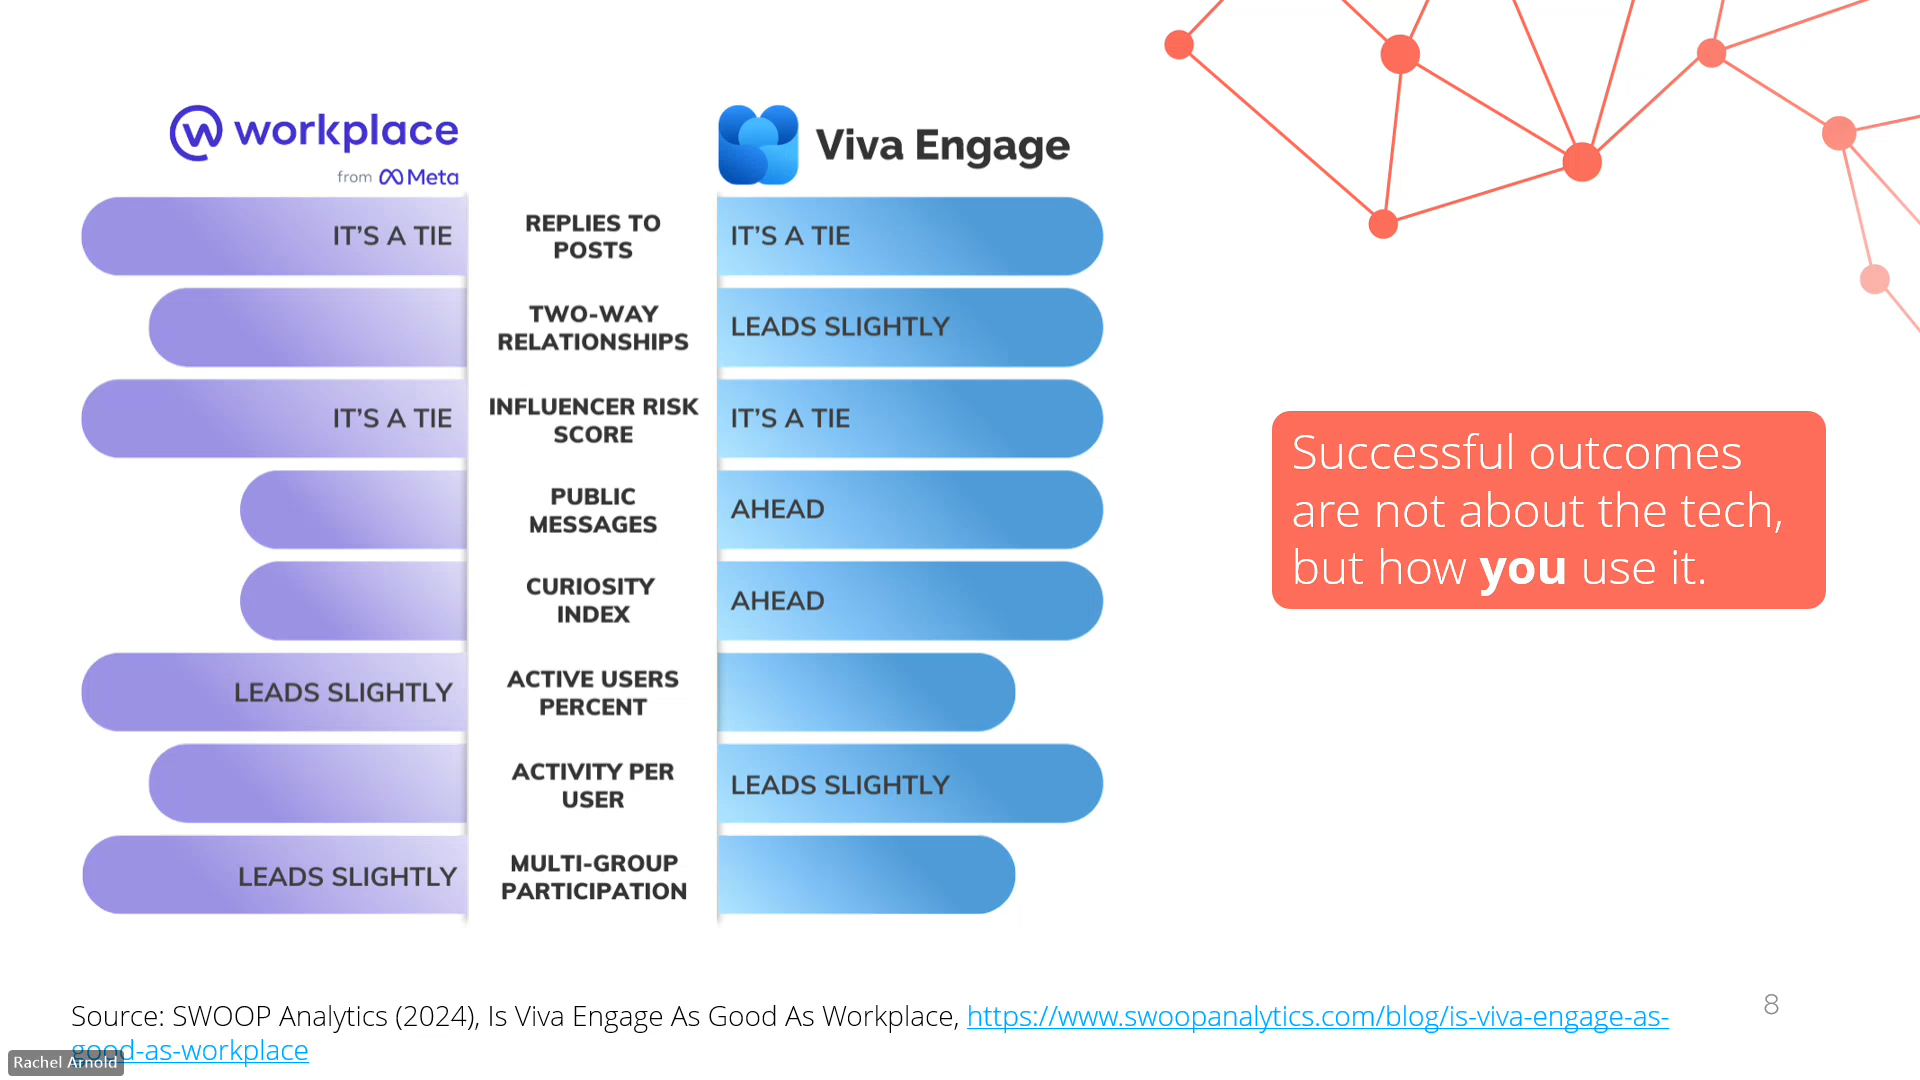 workplace
from Meta
Viva Engage
IT'S A TIE
REPLIES TO
POSTS
IT'S A TIE
TWO-WAY
RELATIONSHIPS
LEADS SLIGHTLY
IT'S A TIE
INFLUENCER RISK
SCORE
IT'S A TIE
PUBLIC
MESSAGES
AHEAD
CURIOSITY
INDEX
AHEAD
LEADS SLIGHTLY
ACTIVE USERS
PERCENT
ACTIVITY PER
USER
LEADS SLIGHTLY
LEADS SLIGHTLY
MULTI-GROUP
PARTICIPATION
Successful outcomes
are not about the tech,
but how you use it.
Source: SWOOP Analytics (2024), Is Viva Engage As Good As Workplace, https://www.swoopanalytics.com/blog/is-viva-engage-as-
good-as-workplace
8
Rachel Arnold